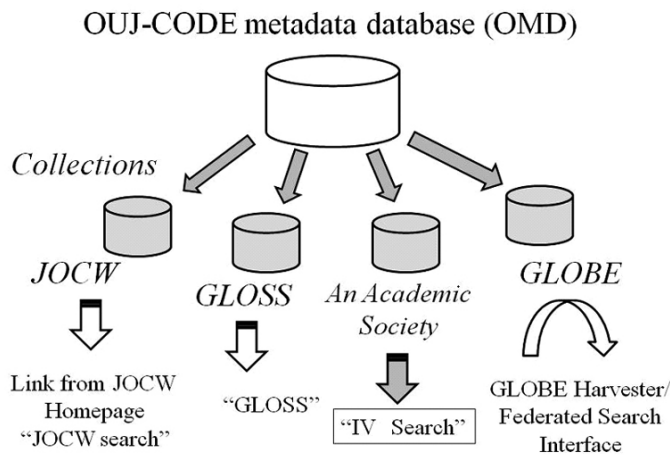 OUJ-CODE metadata database (OMD)
Collections
JOCW
GLOSS
An Academic
Society
GLOBE
Link from JOCW
Homepage
“JOCW search”
“GLOSS”
“IV Search”
GLOBE Harvester/
Federated Search
Interface